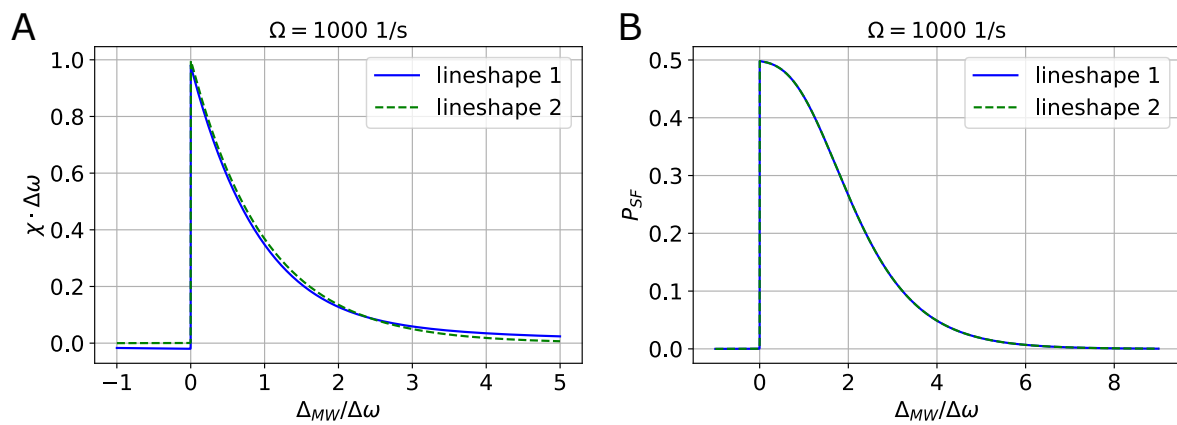 A
Ω = 1000 1/s
χ · Δω
1.0
0.8
0.6
0.4
0.2
0.0
lineshape 1
lineshape 2
−1 0 1 2 3 4 5
Δ_MW/Δω
B
Ω = 1000 1/s
P_SF
0.5
0.4
0.3
0.2
0.1
0.0
lineshape 1
lineshape 2
0 2 4 6 8
Δ_MW/Δω